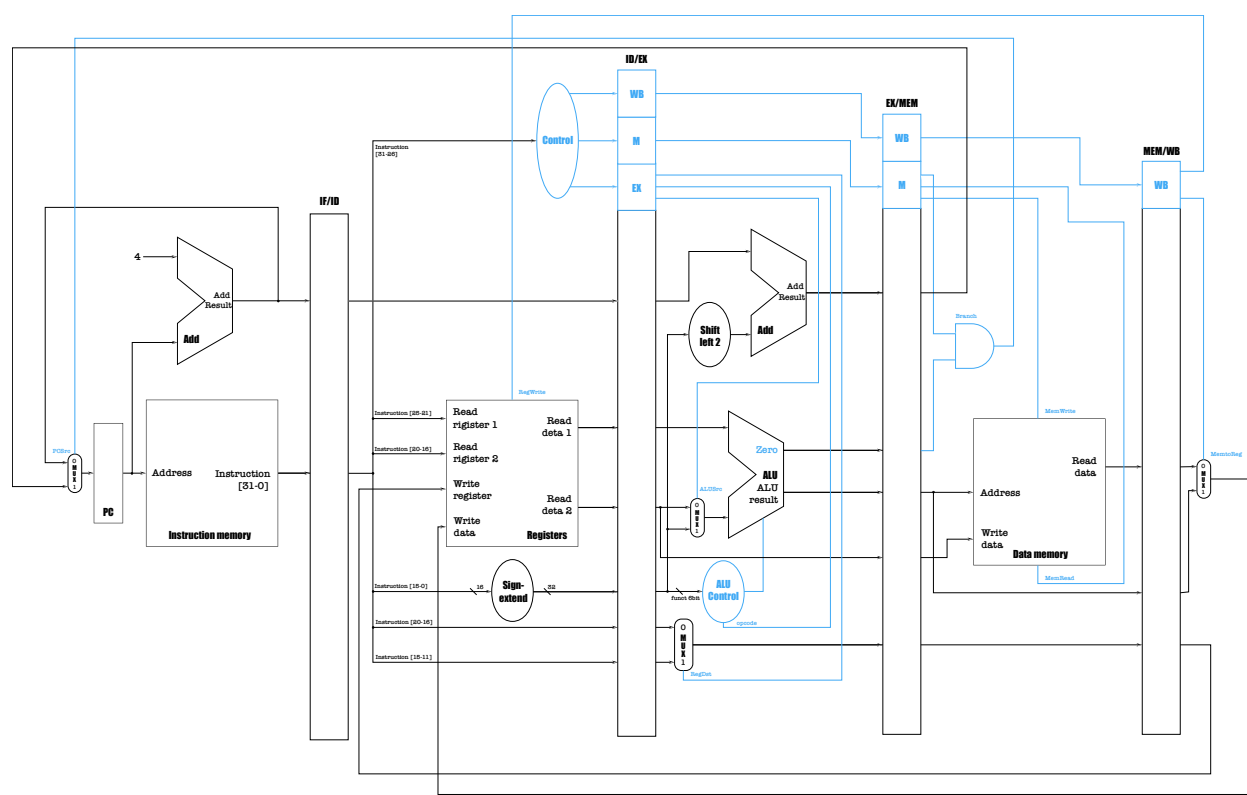 ID/EX
WB
M
EX
Control
Instruction
[31-26]
EX/MEM
WB
M
MEM/WB
WB
IF/ID
4
Add
Result
Add
Add
Result
Add
Shift
left 2
Branch
RegWrite
PCSrc
0
M
U
X
1
PC
Address
Instruction
[31-0]
Instruction memory
Instruction [25-21]
Instruction [20-16]
Read
rigister 1
Read
rigister 2
Write
register
Write
data
Read
deta 1
Read
deta 2
Registers
Zero
ALU
ALU
result
ALUSrc
0
M
U
X
1
MemWrite
Read
data
Address
Write
data
Data memory
MemRead
MemtoReg
0
M
U
X
1
Instruction [15-0]
16
Sign-
extend
32
funct 6bit
ALU
Control
opcode
Instruction [20-16]
Instruction [15-11]
0
M
U
X
1
RegDst